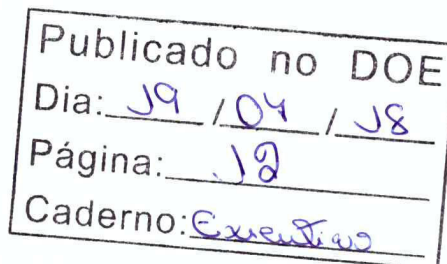 Publicado no DOE
Dia: 19 / 04 / 18
Página: 12
Caderno: Executivo